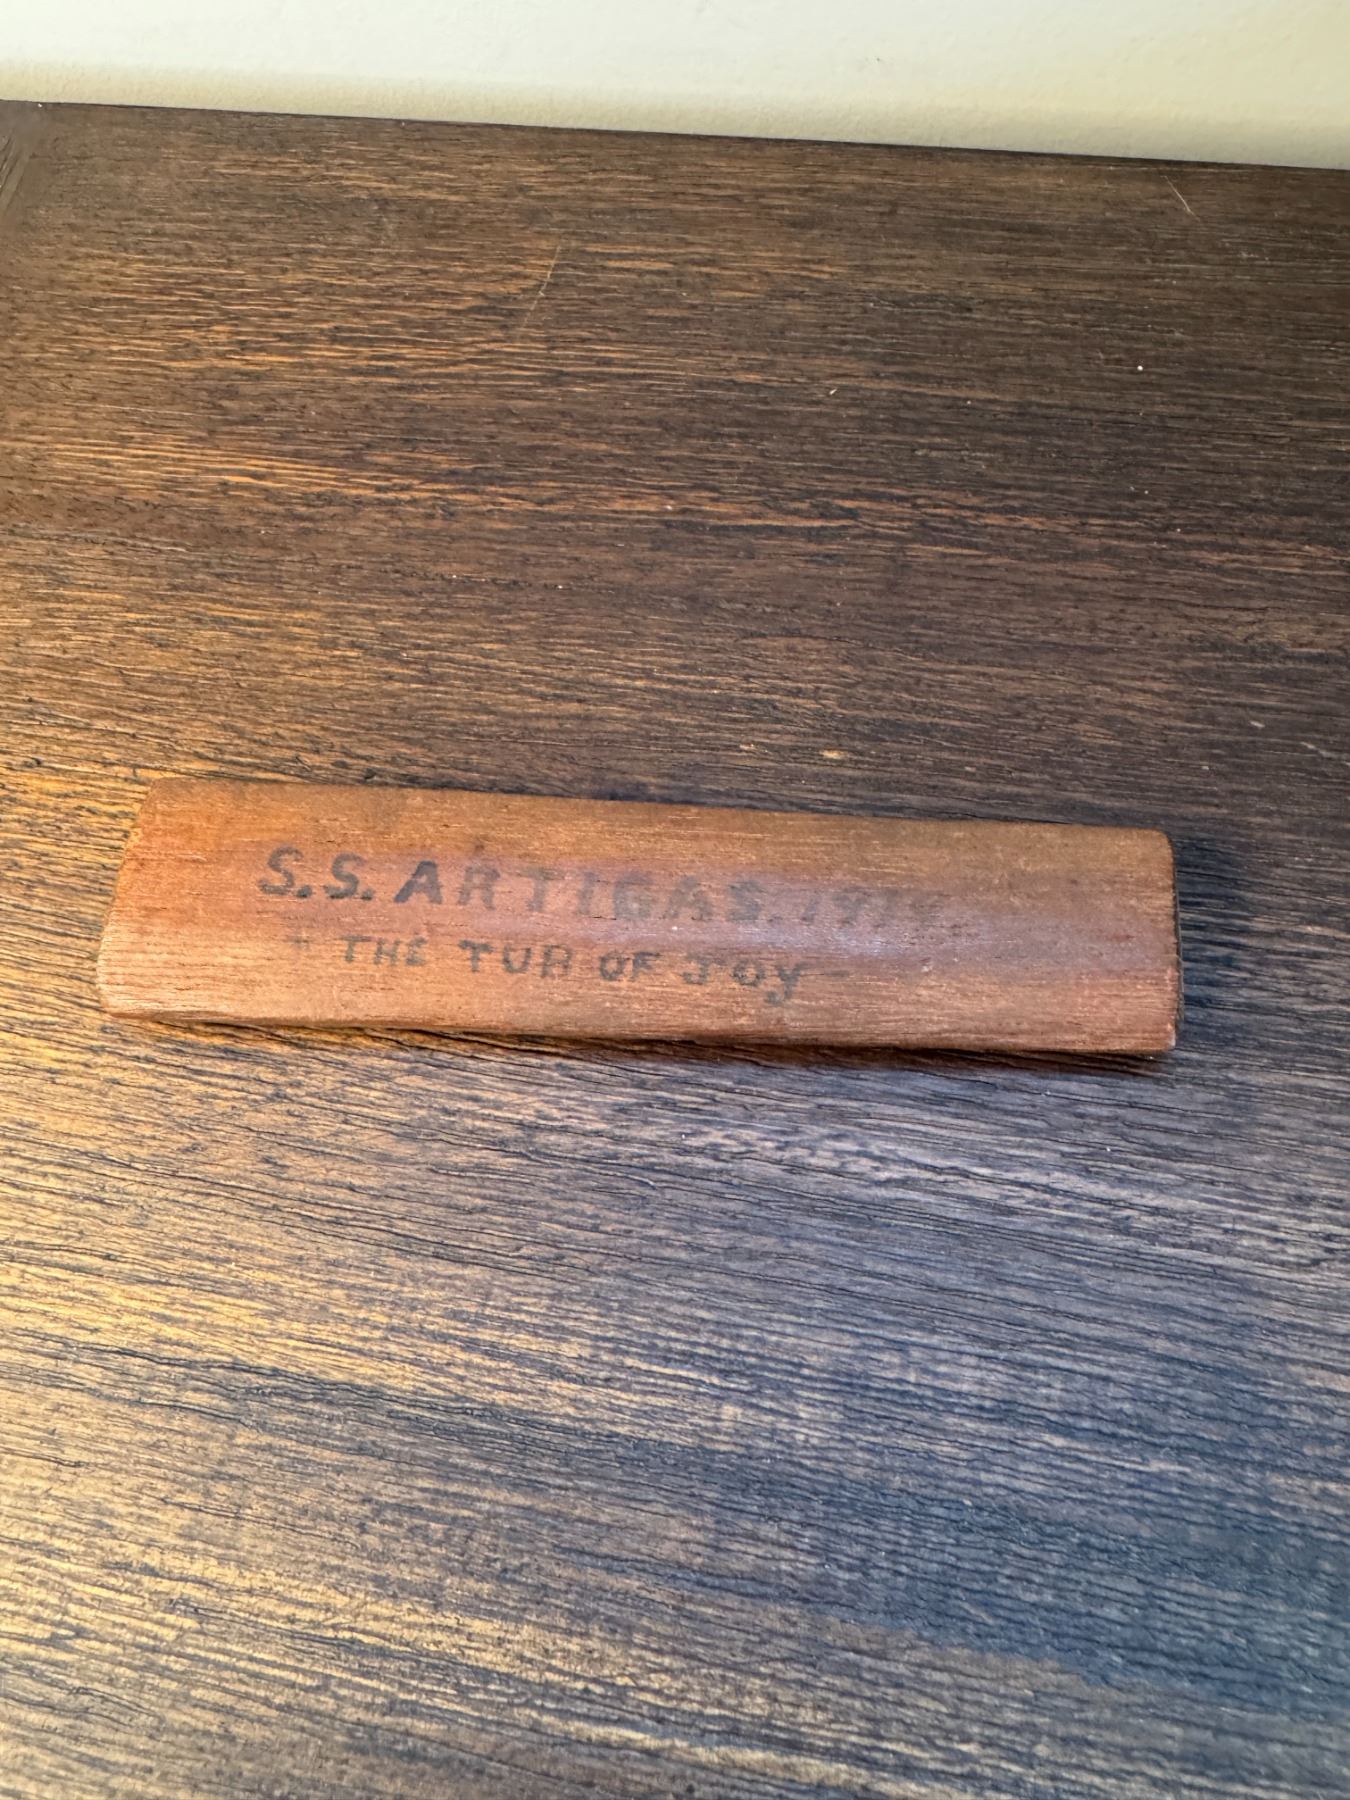 S.S. ARTIGAS. 1919
THE TUB OF JOY